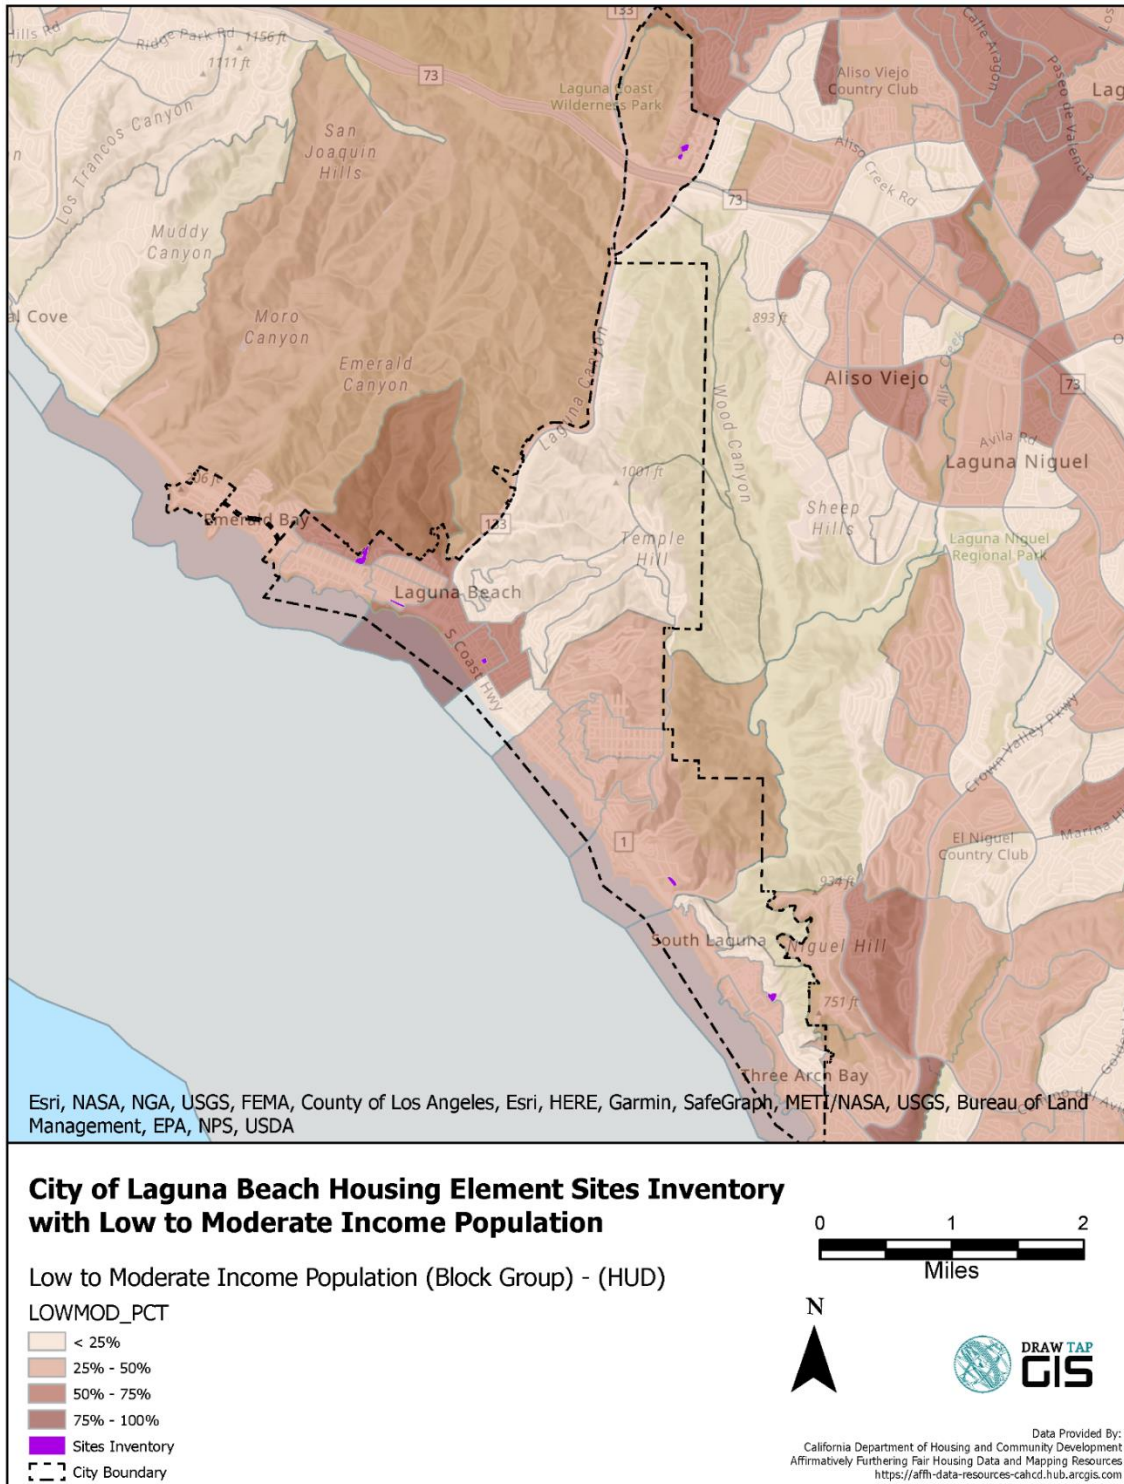 Hills Rd
Ridge Park Rd
1156 ft
1111 ft
133
Calle Aragon
Los
73
Laguna Coast
Wilderness Park
Aliso Viejo
Country Club
Paseo de Valencia
Lag
Los Trancos Canyon
San
Joaquin
Hills
Aliso Creek Rd
73
Muddy
Canyon
al Cove
Moro
Canyon
893 ft
Emerald
Canyon
Laguna Canyon
Wood Canyon
Aliso Viejo
73
Avila Rd
Laguna Niguel
1001 ft
306 ft
Emerald Bay
133
Temple
Hill
Sheep
Hills
Laguna Niguel
Regional Park
Laguna Beach
S Coast Hwy
Crown Valley Pkwy
1
El Niguel
Country Club
934 ft
South Laguna
Niguel Hill
751 ft
Three Arch Bay
Esri, NASA, NGA, USGS, FEMA, County of Los Angeles, Esri, HERE, Garmin, SafeGraph, METI/NASA, USGS, Bureau of Land
Management, EPA, NPS, USDA
City of Laguna Beach Housing Element Sites Inventory
with Low to Moderate Income Population
0 1 2
Miles
Low to Moderate Income Population (Block Group) - (HUD)
LOWMOD_PCT
N
< 25%
25% - 50%
50% - 75%
75% - 100%
Sites Inventory
City Boundary
DRAW TAP
GIS
Data Provided By:
California Department of Housing and Community Development
Affirmatively Furthering Fair Housing Data and Mapping Resources
https://affh-data-resources-cahcd.hub.arcgis.com